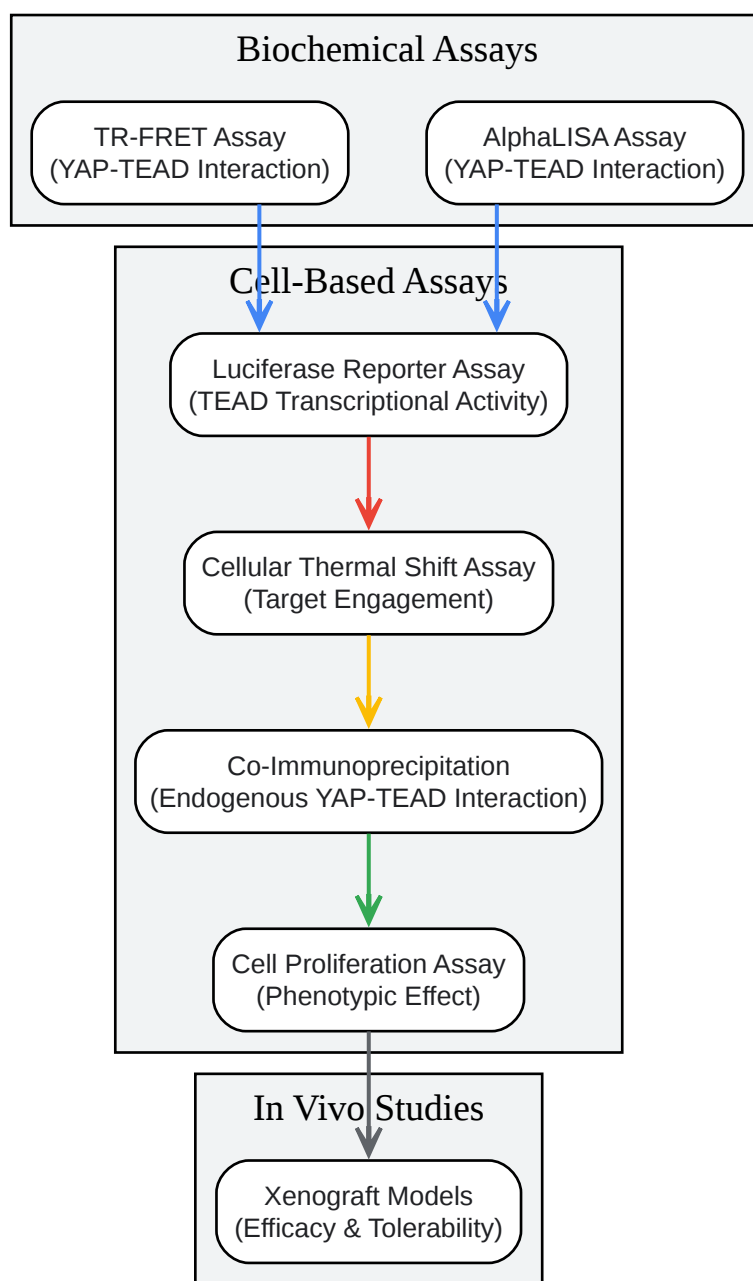 Biochemical Assays
TR-FRET Assay
(YAP-TEAD Interaction)
AlphaLISA Assay
(YAP-TEAD Interaction)
Cell-Based Assays
Luciferase Reporter Assay
(TEAD Transcriptional Activity)
Cellular Thermal Shift Assay
(Target Engagement)
Co-Immunoprecipitation
(Endogenous YAP-TEAD Interaction)
Cell Proliferation Assay
(Phenotypic Effect)
In Vivo Studies
Xenograft Models
(Efficacy & Tolerability)